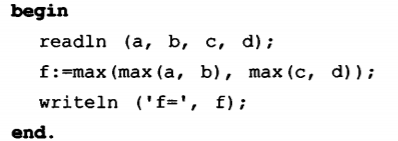 begin
readln (a, b, c, d);
f:=max(max(a, b), max(c, d));
writeln ('f=', f);
end.